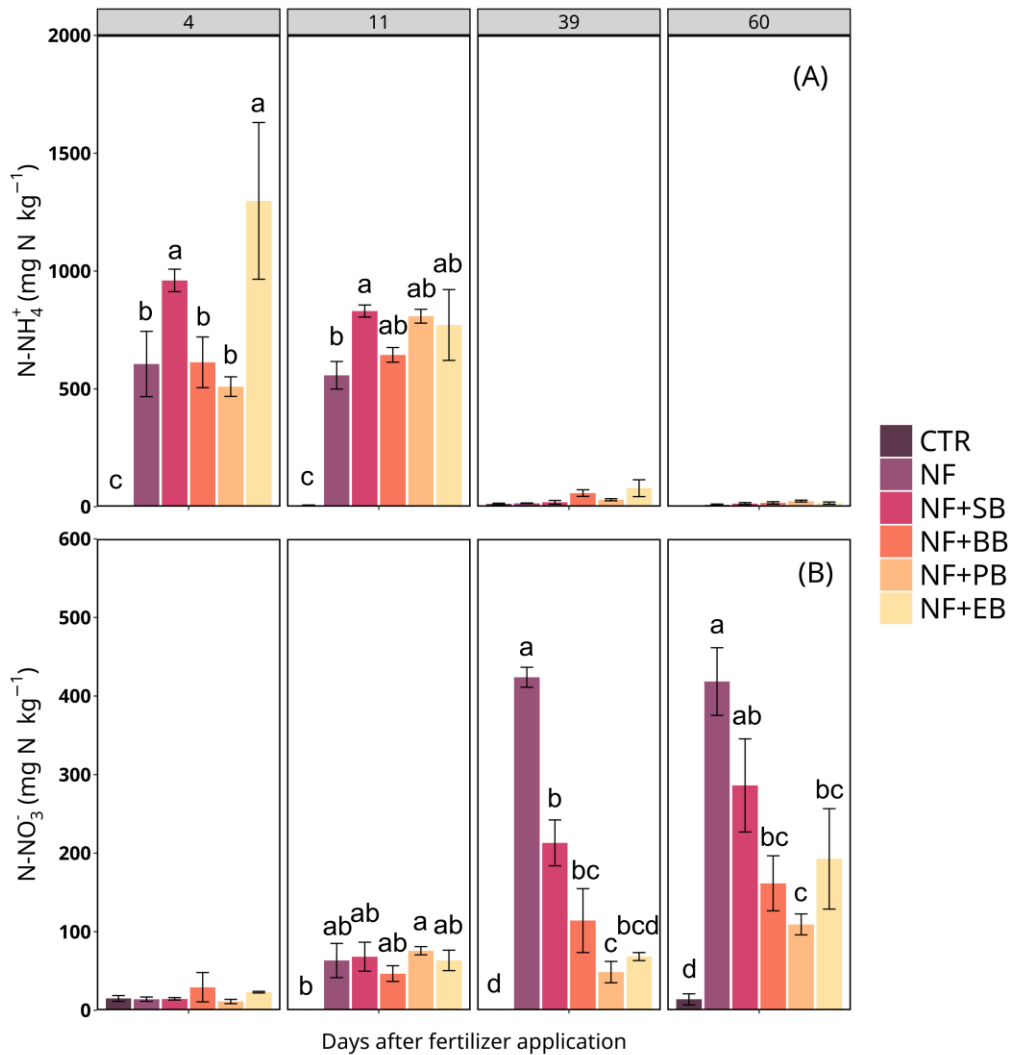 4 11 39 60
(A)
N-NH₄⁺ (mg N kg⁻¹)
2000
1500
1000
500
0
c b a b b a
c b a ab ab ab
(B)
N-NO₃⁻ (mg N kg⁻¹)
600
500
400
300
200
100
0
b ab ab ab a ab
d a b bc c bcd
d a ab bc c bc
Days after fertilizer application
CTR
NF
NF+SB
NF+BB
NF+PB
NF+EB